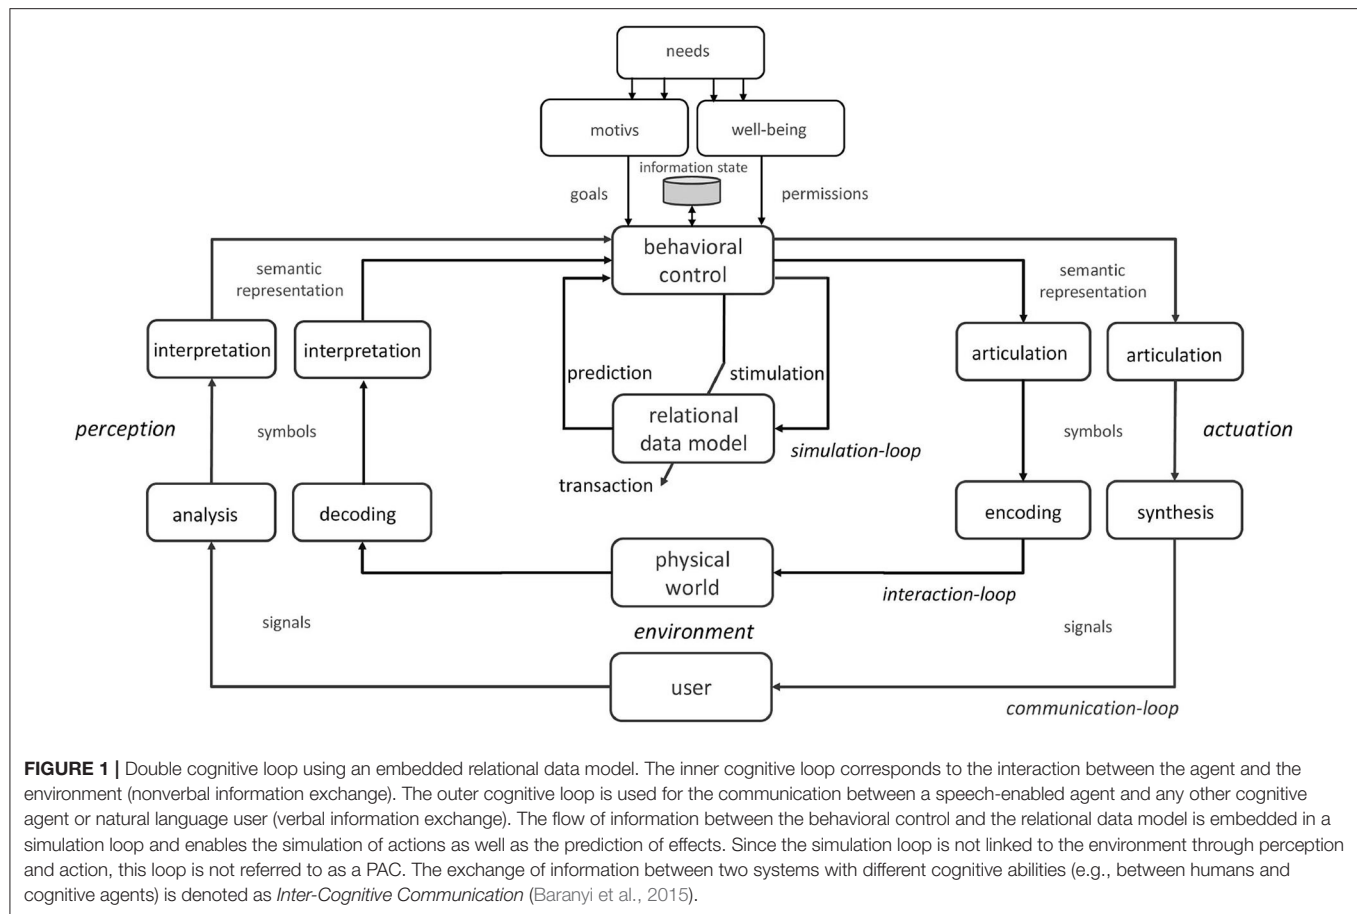 needs
motivs
well-being
information state
goals
permissions
behavioral
control
semantic
representation
semantic
representation
interpretation
interpretation
articulation
articulation
prediction
stimulation
relational
data model
perception
symbols
simulation-loop
symbols
actuation
transaction
analysis
decoding
encoding
synthesis
physical
world
interaction-loop
signals
environment
signals
user
communication-loop
FIGURE 1 | Double cognitive loop using an embedded relational data model. The inner cognitive loop corresponds to the interaction between the agent and the
environment (nonverbal information exchange). The outer cognitive loop is used for the communication between a speech-enabled agent and any other cognitive
agent or natural language user (verbal information exchange). The flow of information between the behavioral control and the relational data model is embedded in a
simulation loop and enables the simulation of actions as well as the prediction of effects. Since the simulation loop is not linked to the environment through perception
and action, this loop is not referred to as a PAC. The exchange of information between two systems with different cognitive abilities (e.g., between humans and
cognitive agents) is denoted as Inter-Cognitive Communication (Baranyi et al., 2015).